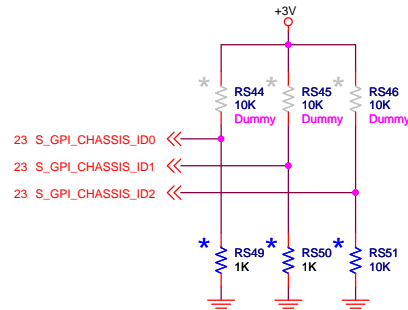 +3V
* RS44 * RS45 * RS46
10K 10K 10K
Dummy Dummy Dummy
23 S_GPI_CHASSIS_ID0
23 S_GPI_CHASSIS_ID1
23 S_GPI_CHASSIS_ID2
* RS49 * RS50 * RS51
1K 1K 10K